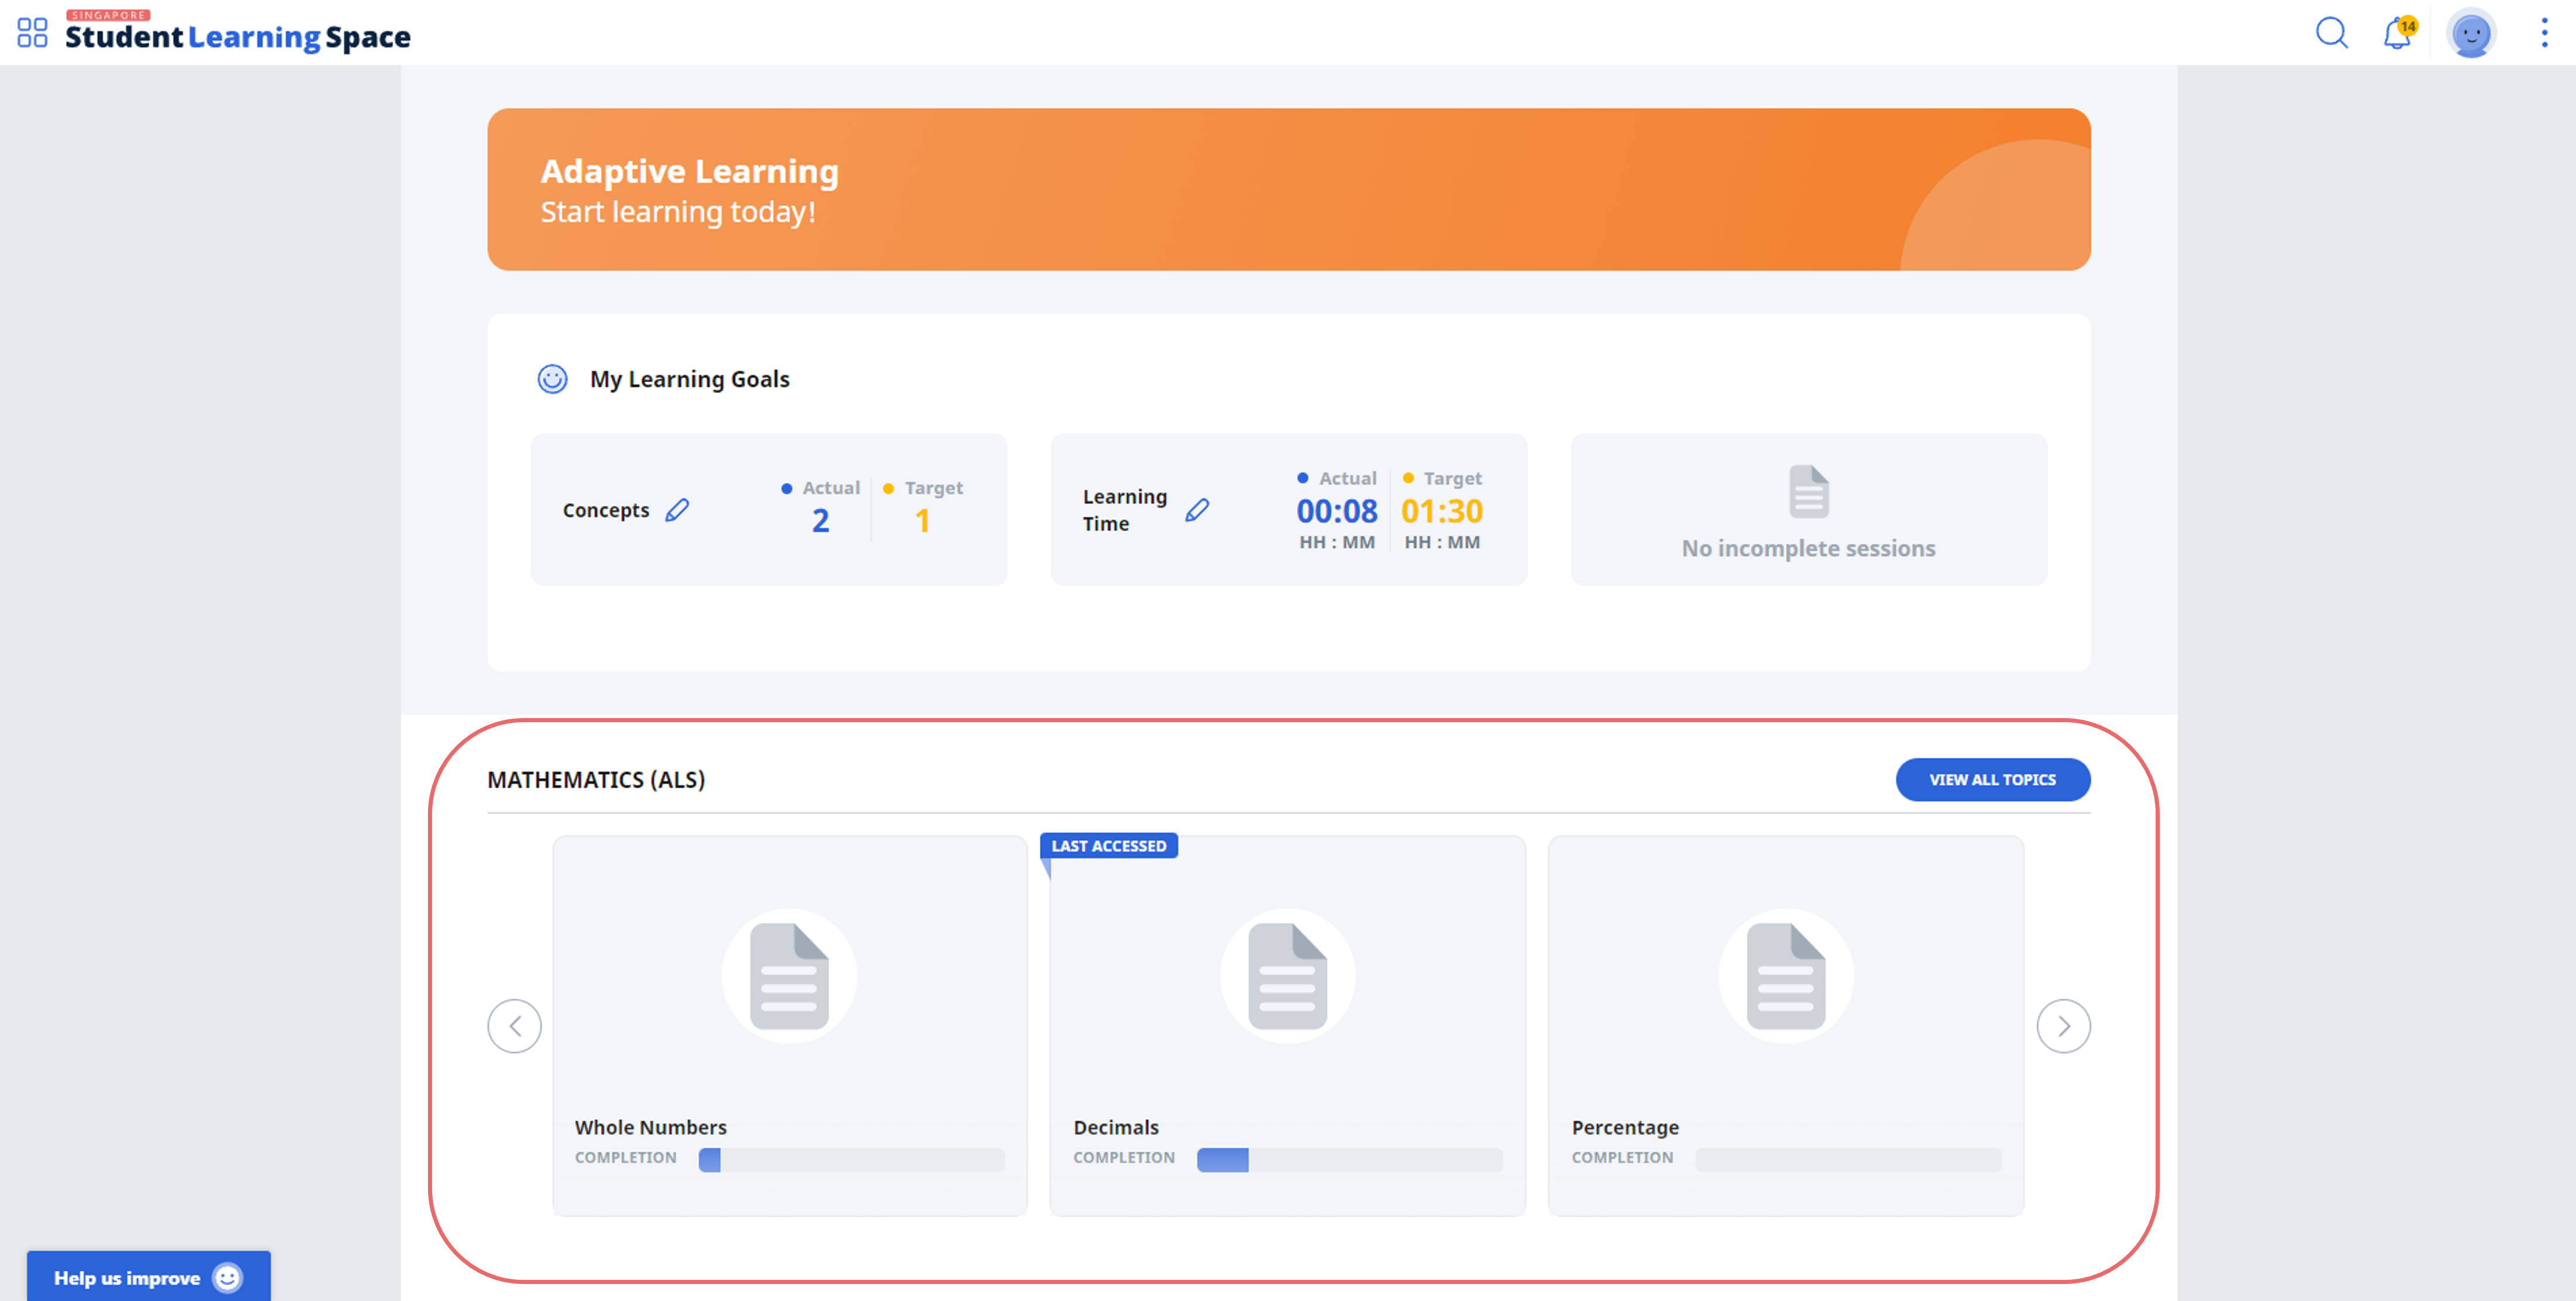 SINGAPORE
Student Learning Space
14
Adaptive Learning
Start learning today!
My Learning Goals
Concepts
Actual
Target
2
1
Learning
Time
Actual
Target
00:08
01:30
HH : MM
HH : MM
No incomplete sessions
MATHEMATICS (ALS)
VIEW ALL TOPICS
LAST ACCESSED
Whole Numbers
COMPLETION
Decimals
COMPLETION
Percentage
COMPLETION
Help us improve